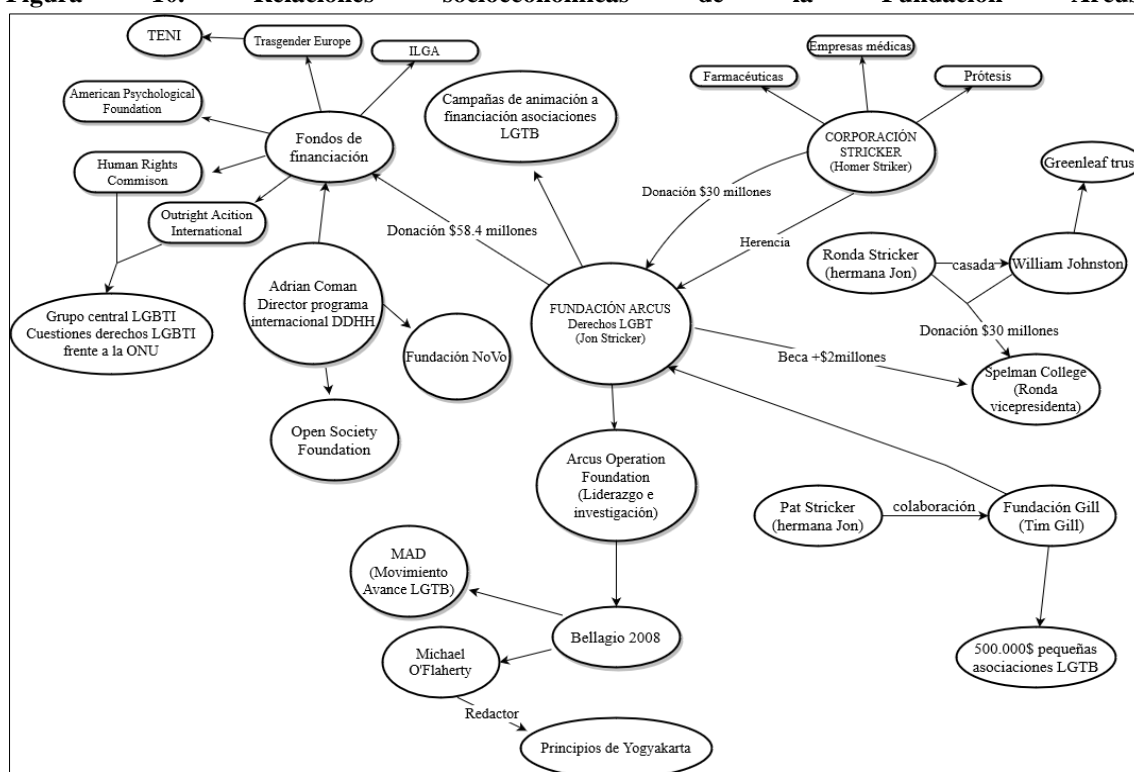 Figura 10. Relaciones socioeconómicas de la Fundación Arcus
TENI
Trasgender Europe
ILGA
American Psychological
Foundation
Fondos de
financiación
Human Rights
Commison
Outright Acition
International
Grupo central LGBTI
Cuestiones derechos LGBTI
frente a la ONU
Adrian Coman
Director programa
internacional DDHH
Fundación NoVo
Open Society
Foundation
Campañas de animación a
financiación asociaciones
LGTB
Donación $58.4 millones
Empresas médicas
Farmacéuticas
Prótesis
CORPORACIÓN
STRICKER
(Homer Striker)
Donación $30 millones
Herencia
Greenleaf trus
Ronda Stricker
(hermana Jon)
casada
William Johnston
Donación $30 millones
FUNDACIÓN ARCUS
Derechos LGBT
(Jon Stricker)
Beca +$2millones
Spelman College
(Ronda
vicepresidenta)
Arcus Operation
Foundation
(Liderazgo e
investigación)
Pat Stricker
(hermana Jon)
colaboración
Fundación Gill
(Tim Gill)
500.000$ pequeñas
asociaciones LGTB
MAD
(Movimiento
Avance LGTB)
Bellagio 2008
Michael
O'Flaherty
Redactor
Principios de Yogyakarta